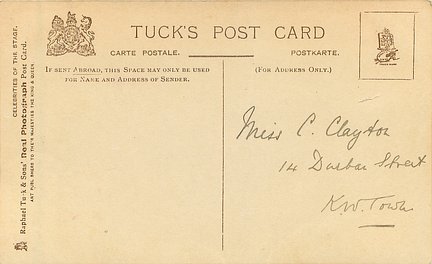 TUCK'S POST CARD
CARTE POSTALE.
POSTKARTE.
IF SENT ABROAD, THIS SPACE MAY ONLY BE USED
FOR NAME AND ADDRESS OF SENDER.
(FOR ADDRESS ONLY.)
CELEBRITIES OF THE STAGE.
Raphael Tuck & Sons' Real Photograph Post Card.
ART PUBLISHERS TO THEIR MAJESTIES THE KING & QUEEN.
Miss C. Clayton
14 Durban Street
K.W. Town